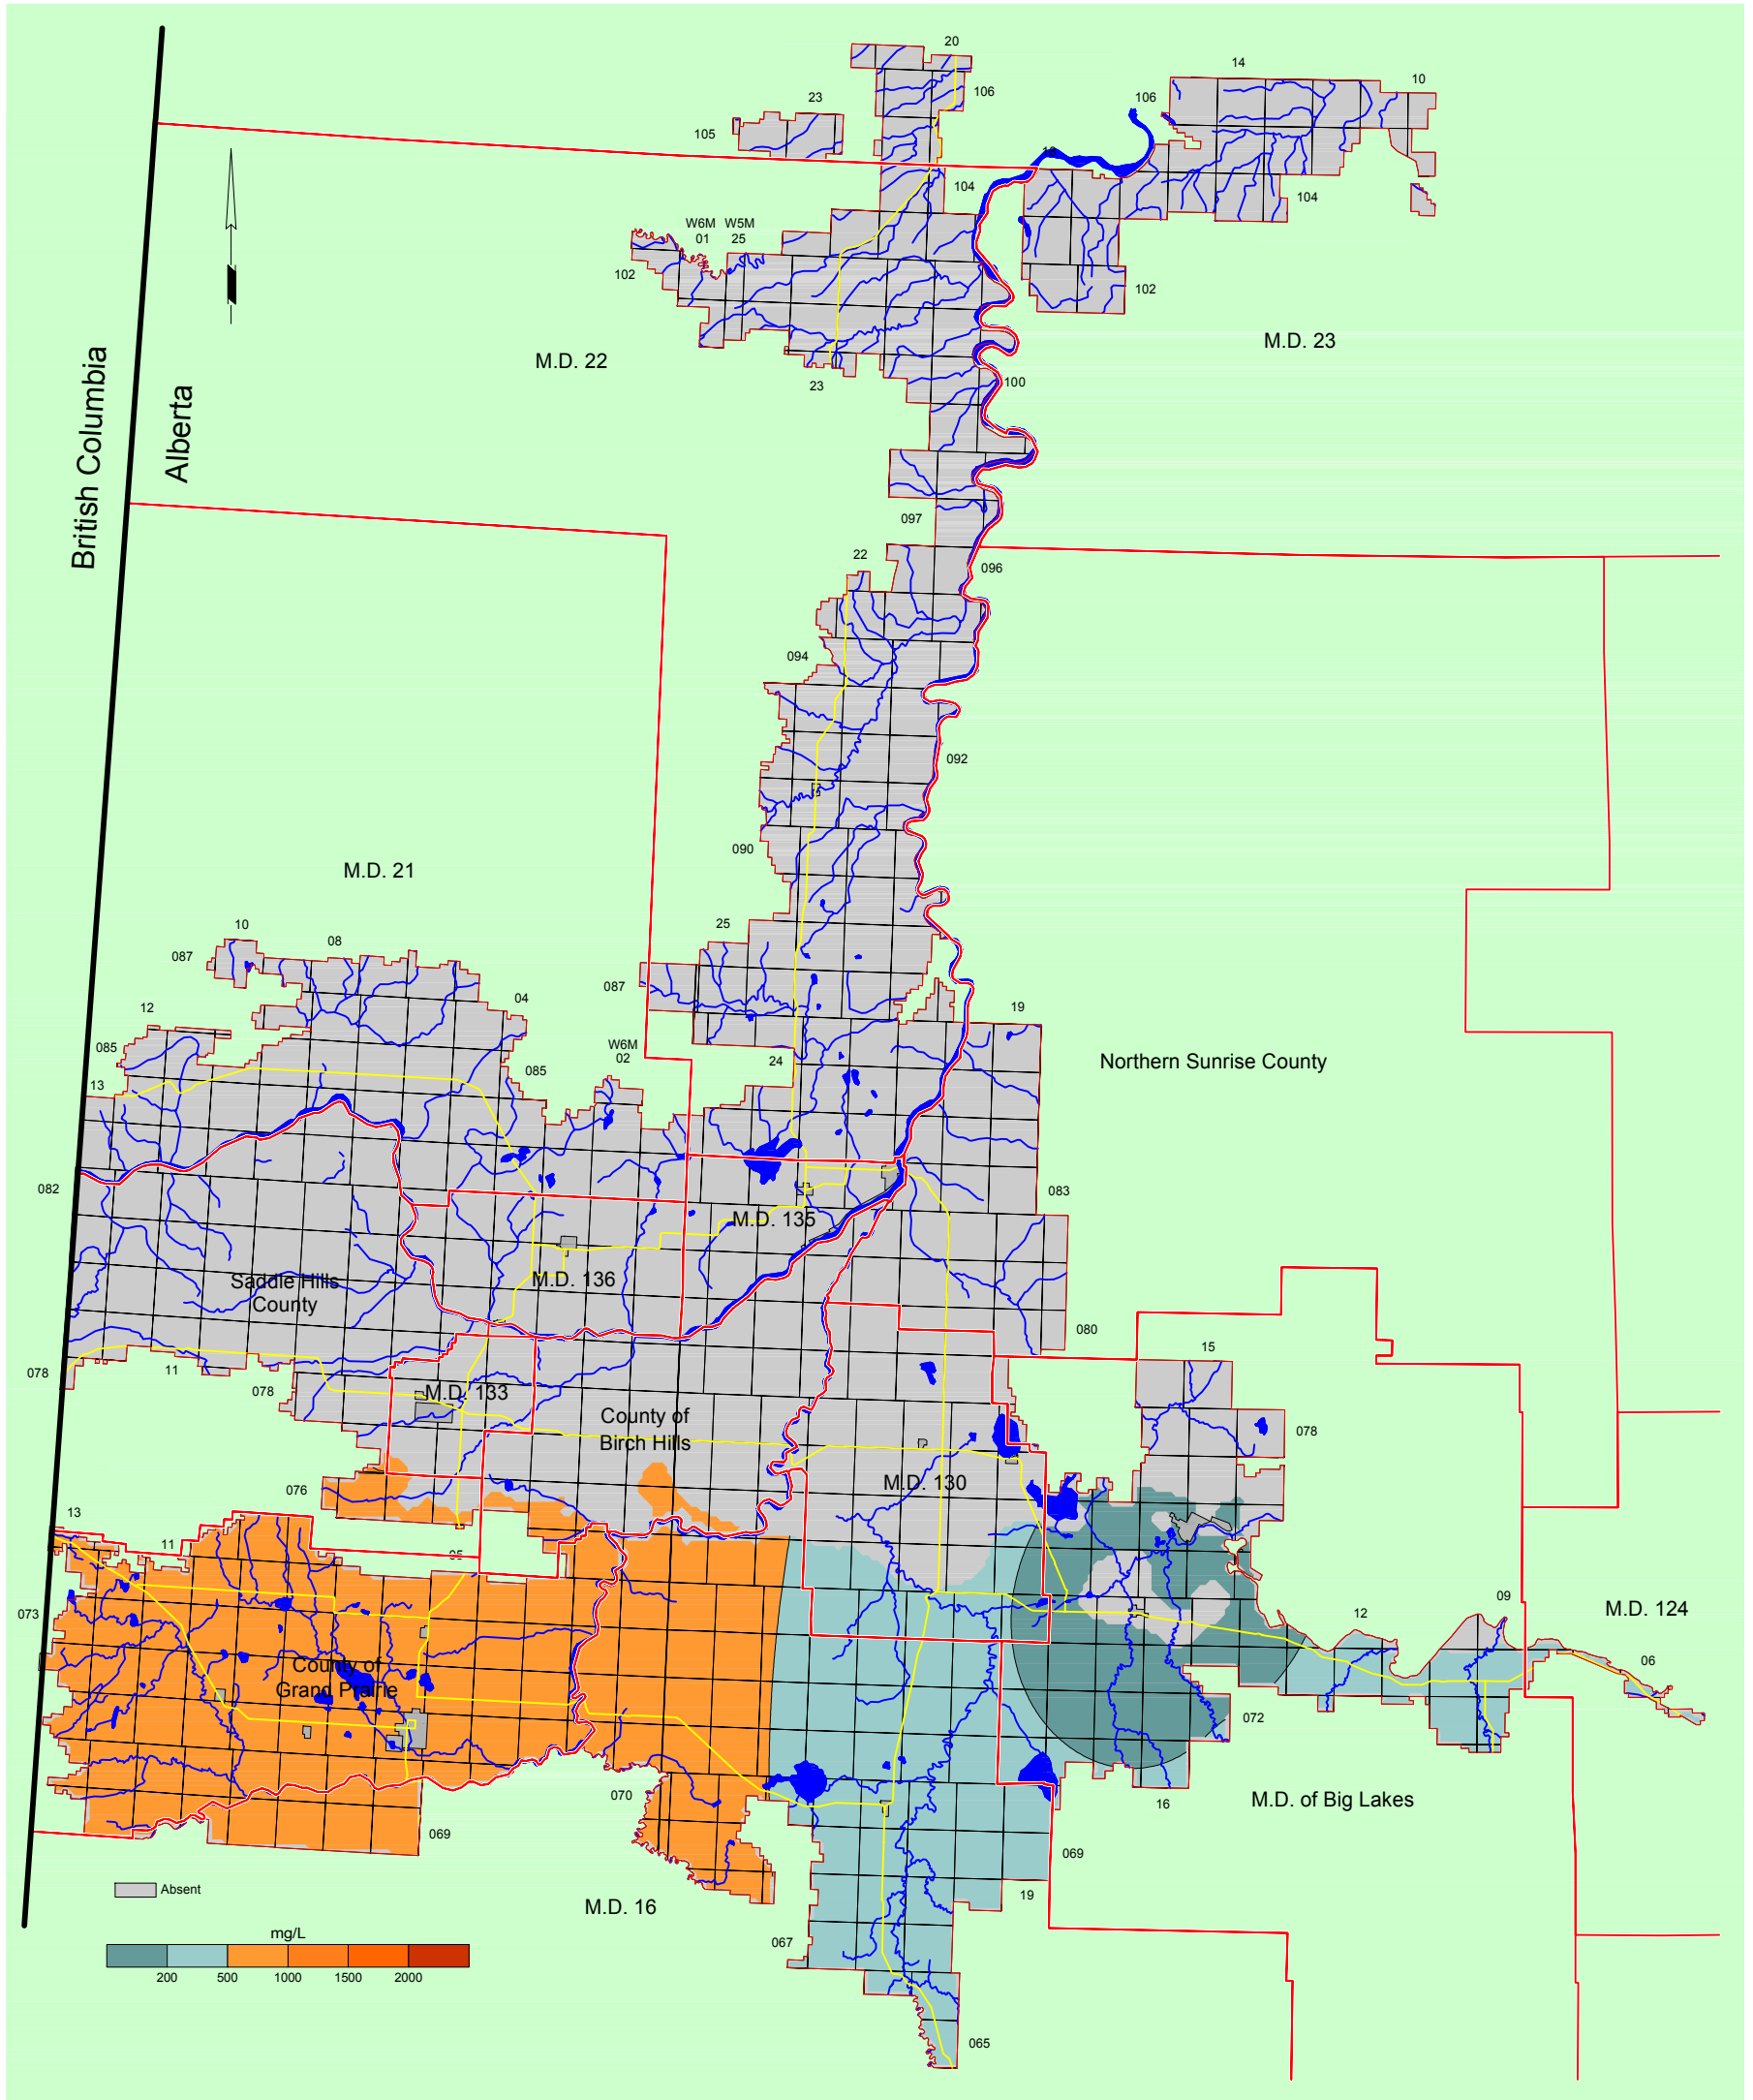 20
14
10
23
106
106
105
18
104
104
W6M W5M
01 25
102
102
M.D. 23
M.D. 22
British Columbia
Alberta
23
100
097
22
096
094
092
090
M.D. 21
25
10
08
087
087
04
19
12
W6M
02
085
24
085
13
Northern Sunrise County
082
083
M.D. 135
M.D. 136
Saddle Hills
County
080
15
078
11
078
M.D. 133
County of
Birch Hills
078
M.D. 130
076
13
11
05
09
12
073
M.D. 124
County of
Grand Prairie
06
072
070
16
M.D. of Big Lakes
069
069
Absent
19
M.D. 16
mg/L
067
200 500 1000 1500 2000
065